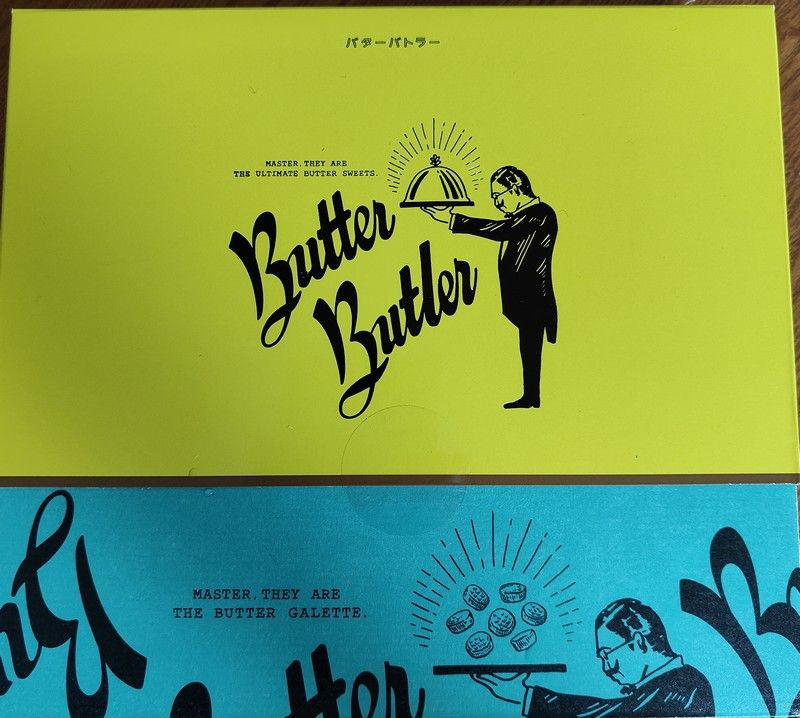 バターバトラー
MASTER, THEY ARE
THE ULTIMATE BUTTER SWEETS.
Butter
Butler
MASTER, THEY ARE
THE BUTTER GALETTE.
Butter